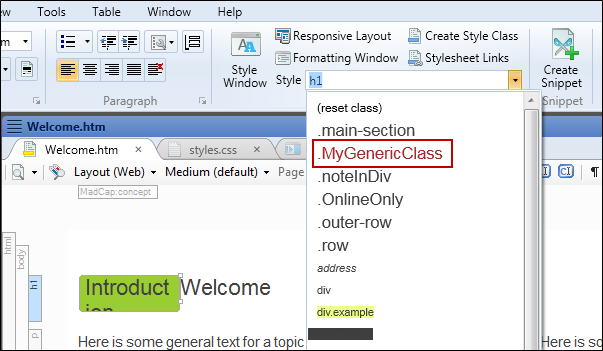 Tools Table Window Help
m
Responsive Layout Create Style Class
Formatting Window Stylesheet Links
Style Window
Style h1
Create Snippet
Paragraph
Snippet
(reset class)
.main-section
.MyGenericClass
.noteInDiv
.OnlineOnly
.outer-row
.row
address
div
div.example
Welcome.htm
Welcome.htm styles.css
Layout (Web) Medium (default) Page
MadCap:concept
html
body
h1
p
Introduct
ion
Welcome
Here is some general text for a topic
. Here is so